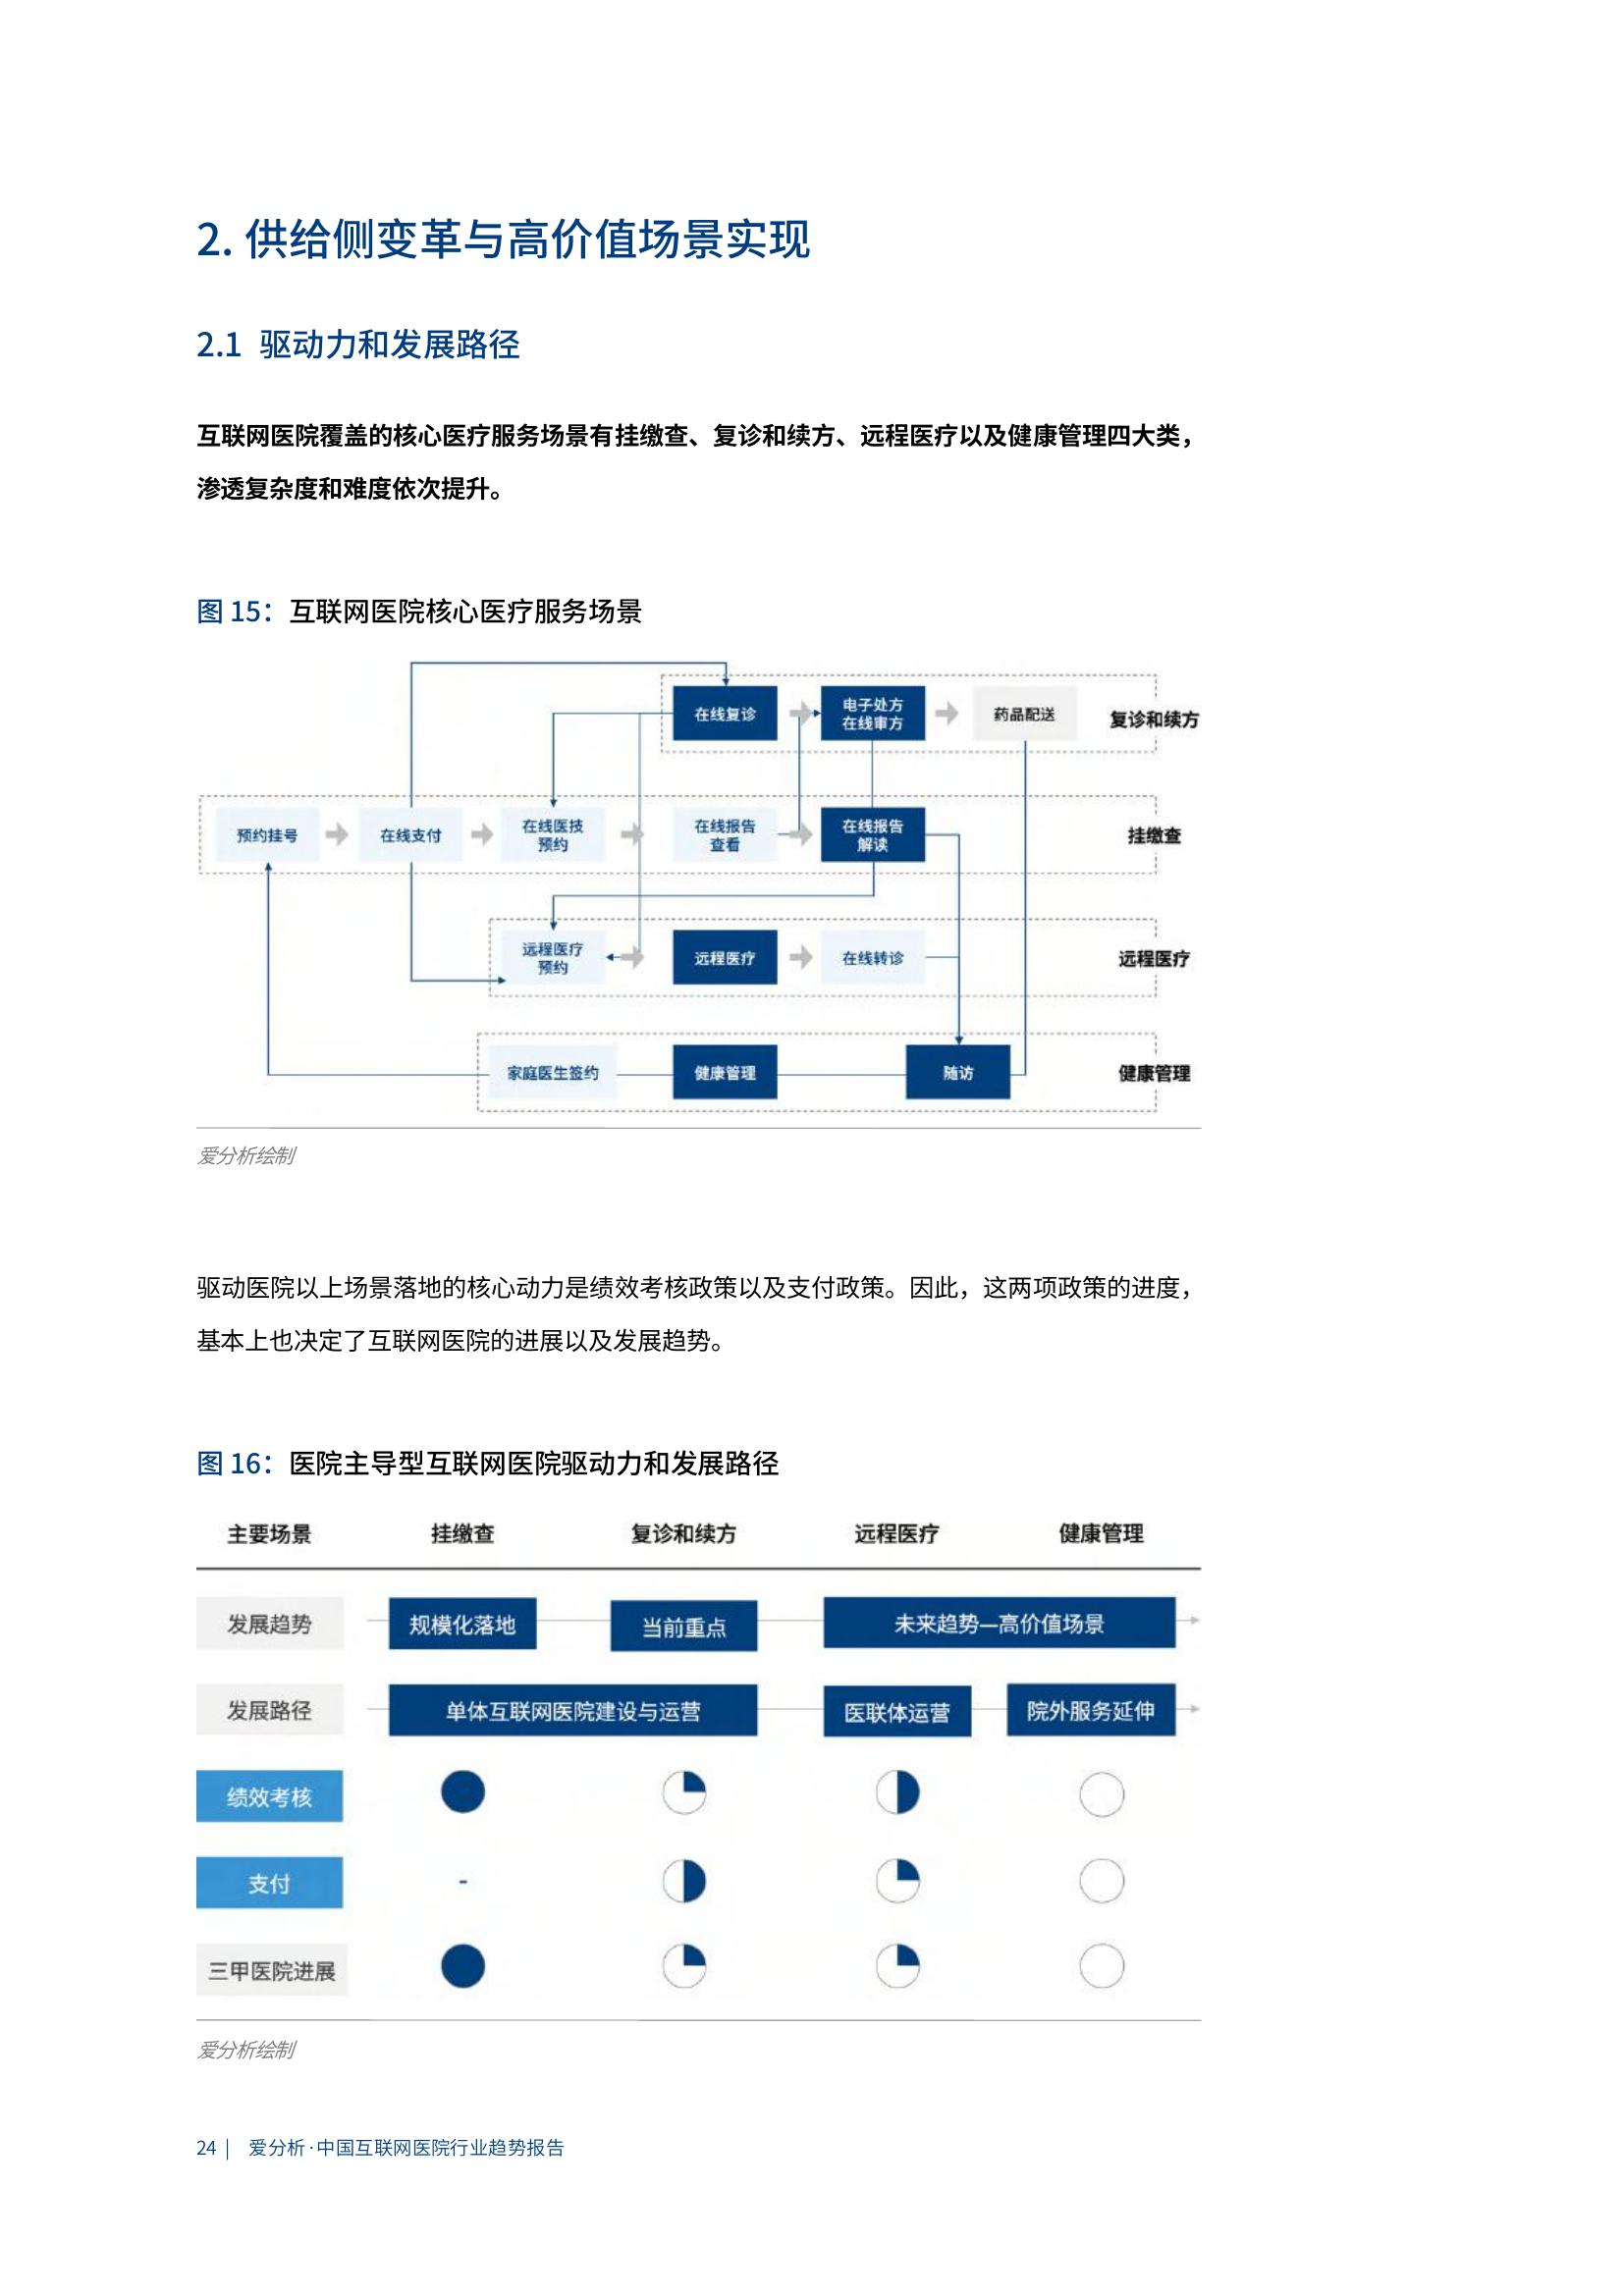 2. 供给侧变革与高价值场景实现
2.1 驱动力和发展路径
互联网医院覆盖的核心医疗服务场景有挂缴查、复诊和续方、远程医疗以及健康管理四大类，
渗透复杂度和难度依次提升。
图 15：互联网医院核心医疗服务场景
在线复诊
电子处方
在线审方
药品配送
复诊和续方
预约挂号
在线支付
在线医技
预约
在线报告
查看
在线报告
解读
挂缴查
远程医疗
预约
远程医疗
在线转诊
远程医疗
家庭医生签约
健康管理
随访
健康管理
爱分析绘制
驱动医院以上场景落地的核心动力是绩效考核政策以及支付政策。因此，这两项政策的进度，
基本上也决定了互联网医院的进展以及发展趋势。
图 16：医院主导型互联网医院驱动力和发展路径
主要场景 挂缴查 复诊和续方 远程医疗 健康管理
发展趋势 规模化落地 当前重点 未来趋势—高价值场景
发展路径 单体互联网医院建设与运营 医联体运营 院外服务延伸
绩效考核
支付 -
三甲医院进展
爱分析绘制
24 | 爱分析·中国互联网医院行业趋势报告